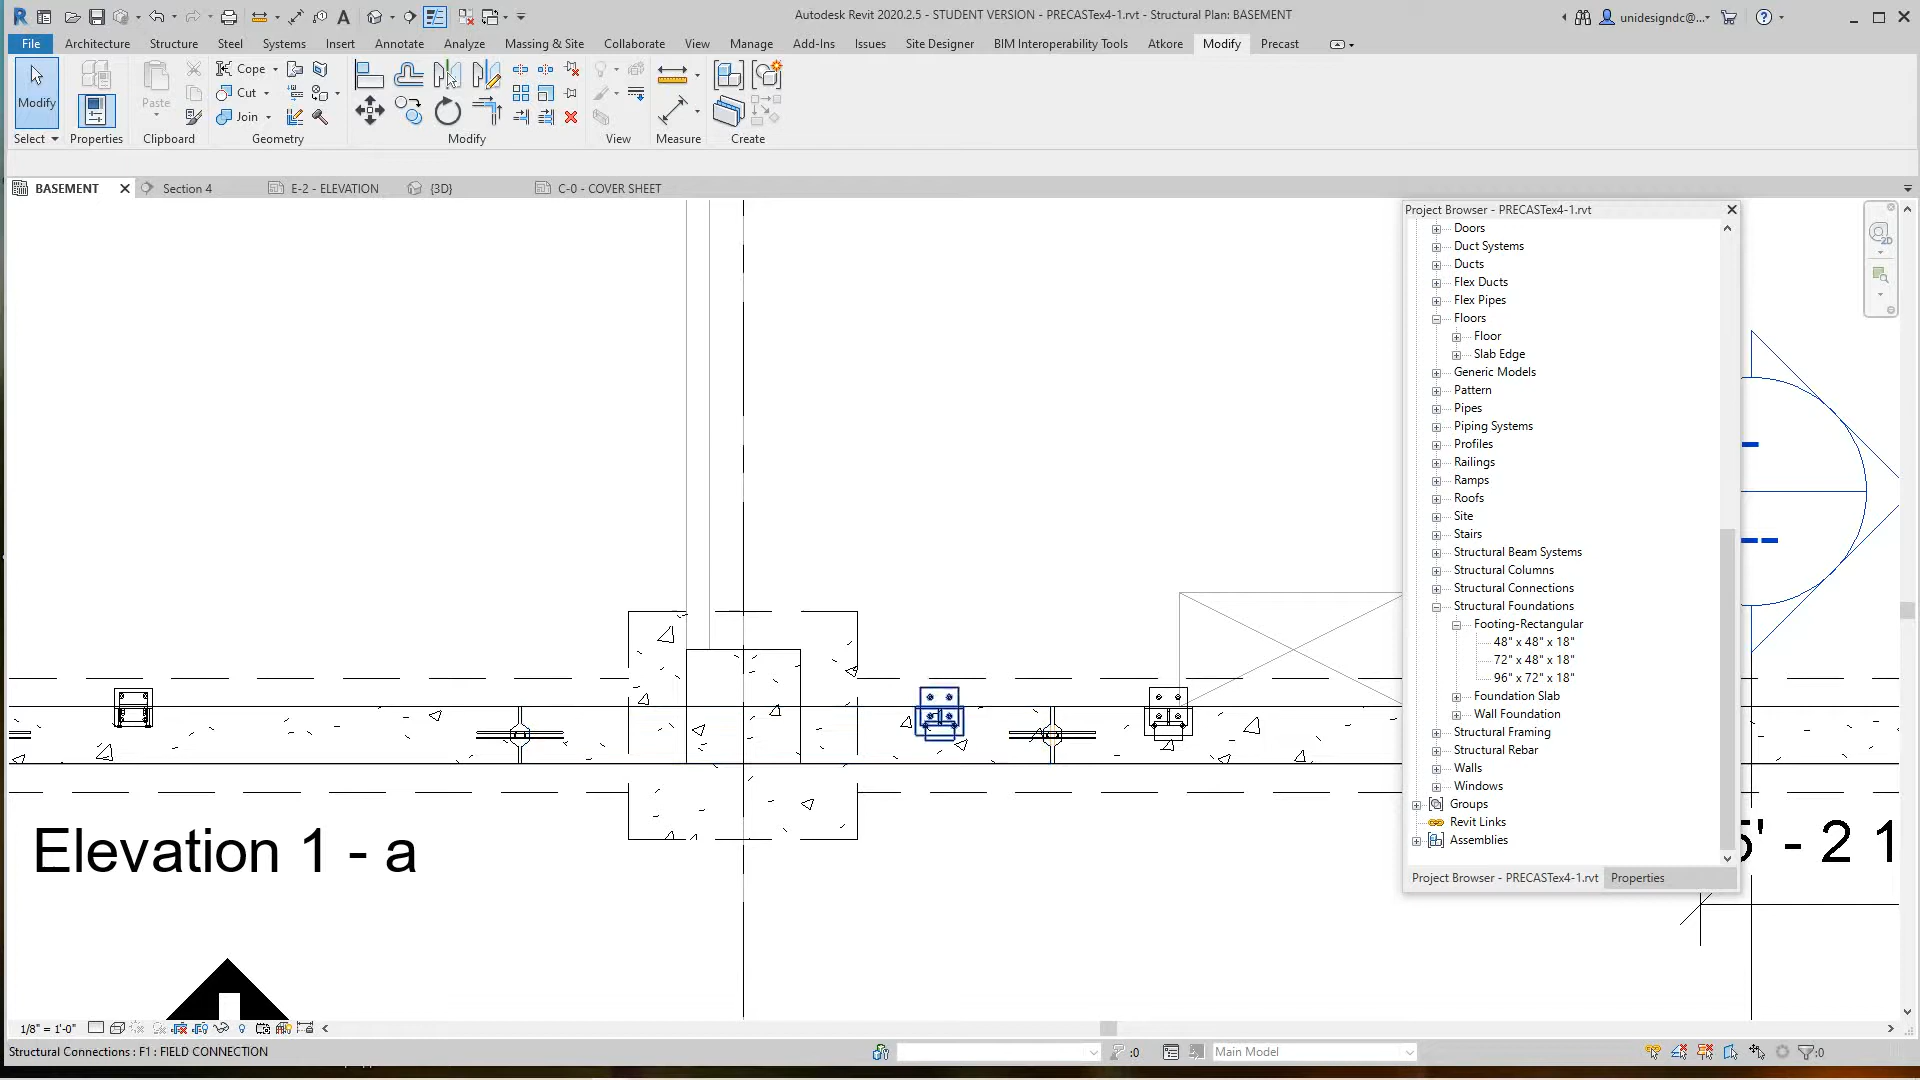 Autodesk Revit 2020.2.5 - STUDENT VERSION - PRECASTex4-1.rvt - Structural Plan: BASEMENT
unidesigndc@...
File Architecture Structure Steel Systems Insert Annotate Analyze Massing & Site Collaborate View Manage Add-Ins Issues Site Designer BIM Interoperability Tools Atkore Modify Precast
Modify
Paste
Cope
Cut
Join
Select Properties Clipboard Geometry Modify View Measure Create
BASEMENT Section 4 E-2 - ELEVATION {3D} C-0 - COVER SHEET
Project Browser - PRECASTex4-1.rvt
Doors
Duct Systems
Ducts
Flex Ducts
Flex Pipes
Floors
Floor
Slab Edge
Generic Models
Pattern
Pipes
Piping Systems
Profiles
Railings
Ramps
Roofs
Site
Stairs
Structural Beam Systems
Structural Columns
Structural Connections
Structural Foundations
Footing-Rectangular
48" x 48" x 18"
72" x 48" x 18"
96" x 72" x 18"
Foundation Slab
Wall Foundation
Structural Framing
Structural Rebar
Walls
Windows
Groups
Revit Links
Assemblies
Project Browser - PRECASTex4-1.rvt Properties
2D
Elevation 1 - a
5' - 2 1
1/8" = 1'-0"
Structural Connections : F1 : FIELD CONNECTION
:0
Main Model
:0